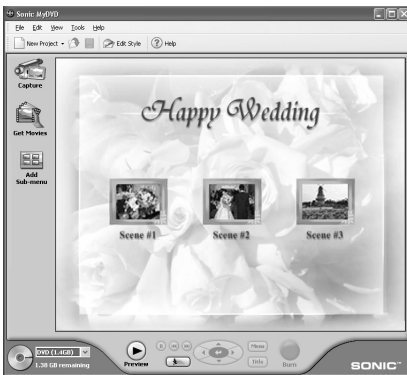 Sonic MyDVD
File Edit View Tools Help
New Project Edit Style Help
Capture
Get Movies
Add
Sub-menu
Happy Wedding
Scene #1 Scene #2 Scene #3
DVD (1.4GB)
1.38 GB remaining
Preview
Menu
Title
Burn
SONIC™